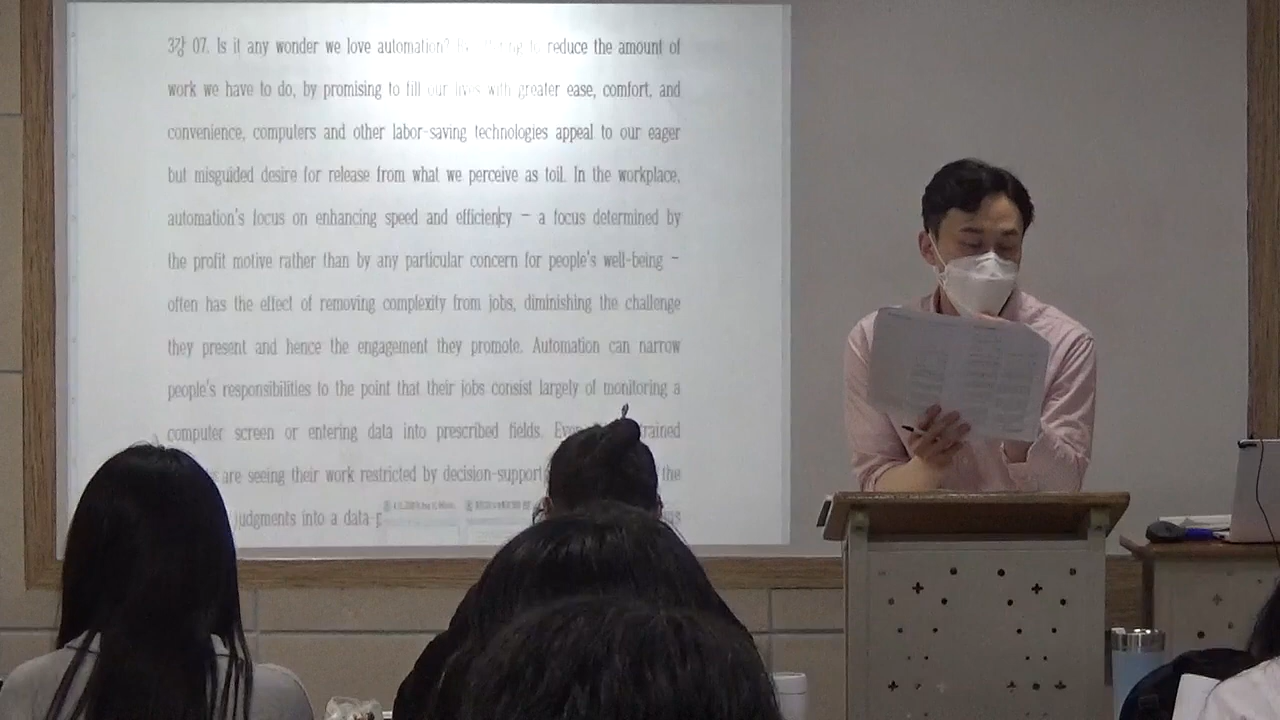 3강 07. Is it any wonder we love automation? reduce the amount of
work we have to do, by promising to fill our lives with greater ease, comfort, and
convenience, computers and other labor-saving technologies appeal to our eager
but misguided desire for release from what we perceive as toil. In the workplace,
automation's focus on enhancing speed and efficiency — a focus determined by
the profit motive rather than by any particular concern for people's well-being —
often has the effect of removing complexity from jobs, diminishing the challenge
they present and hence the engagement they promote. Automation can narrow
people's responsibilities to the point that their jobs consist largely of monitoring a
computer screen or entering data into prescribed fields.
are seeing their work restricted by decision-support the
judgments into a